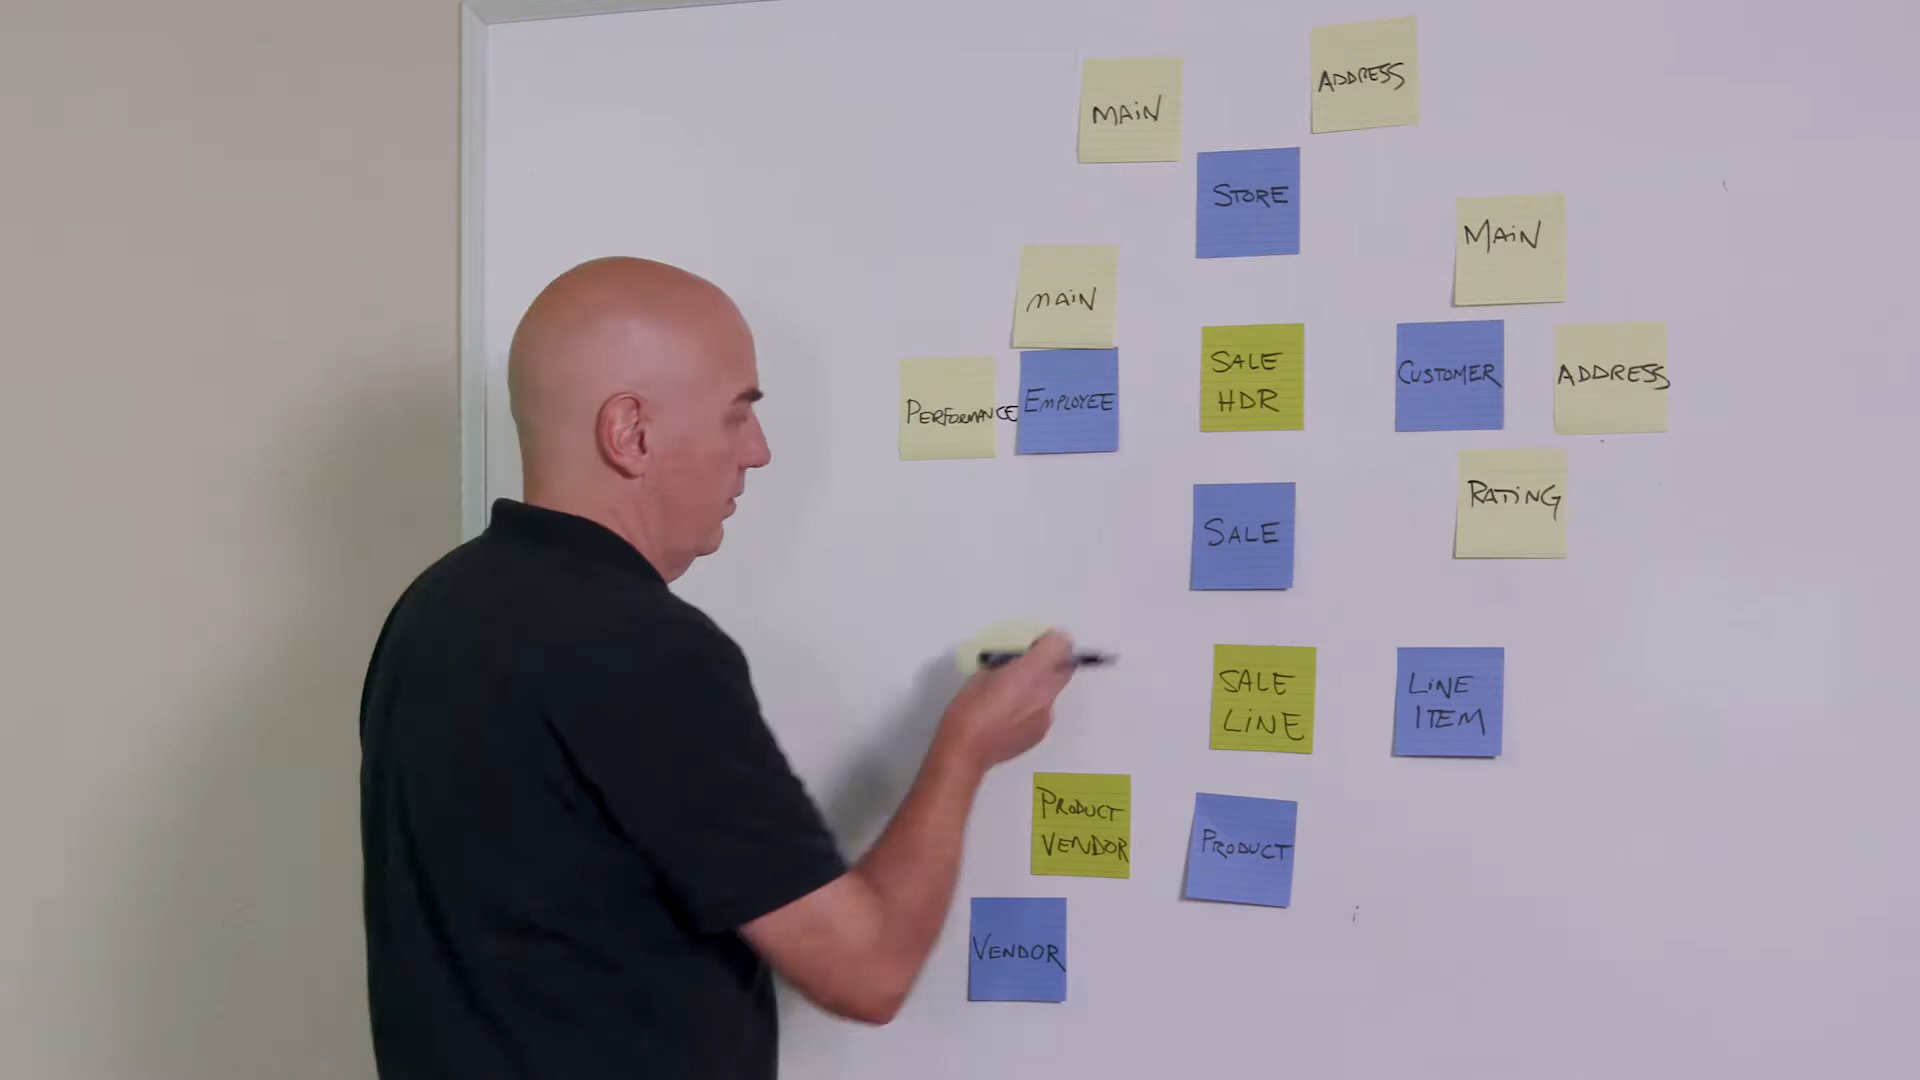 ADDRESS
MAIN
STORE
MAIN
MAIN
SALE
HDR
CUSTOMER
ADDRESS
PERFORMANCE
EMPLOYEE
RATING
SALE
SALE
LINE
LINE
ITEM
PRODUCT
VENDOR
PRODUCT
VENDOR